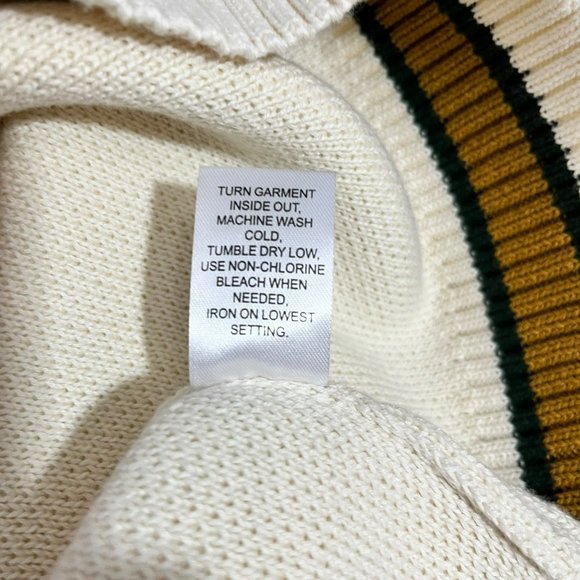 TURN GARMENT
INSIDE OUT,
MACHINE WASH
COLD,
TUMBLE DRY LOW,
USE NON-CHLORINE
BLEACH WHEN
NEEDED,
IRON ON LOWEST
SETTING.